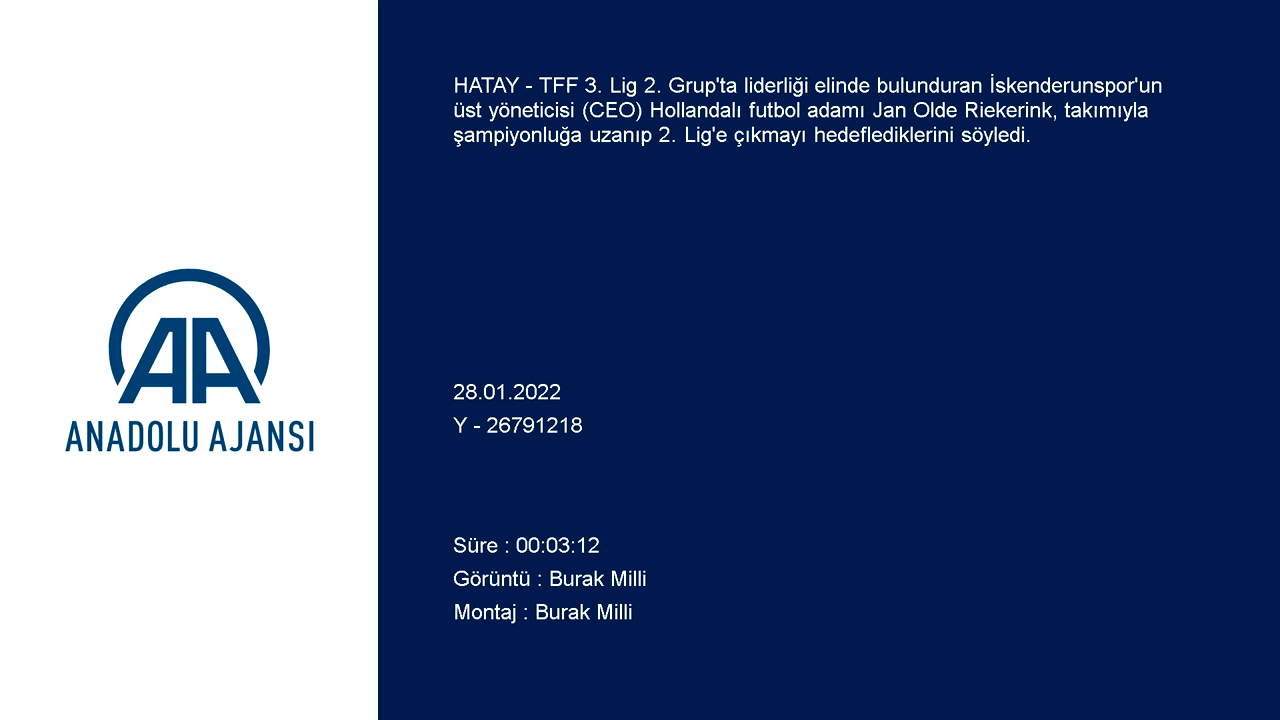 HATAY - TFF 3. Lig 2. Grup'ta liderliği elinde bulunduran İskenderunspor'un
üst yöneticisi (CEO) Hollandalı futbol adamı Jan Olde Riekerink, takımıyla
şampiyonluğa uzanıp 2. Lig'e çıkmayı hedeflediklerini söyledi.
AA
ANADOLU AJANSI
28.01.2022
Y - 26791218
Süre : 00:03:12
Görüntü : Burak Milli
Montaj : Burak Milli